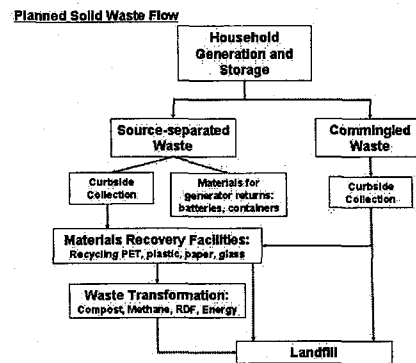 Planned Solid Waste Flow
Household
Generation and
Storage
Source-separated
Waste
Commingled
Waste
Curbside
Collection
Materials for
generator returns:
batteries, containers
Curbside
Collection
Materials Recovery Facilities:
Recycling PET, plastic, paper, glass
Waste Transformation:
Compost, Methane, RDF, Energy
Landfill